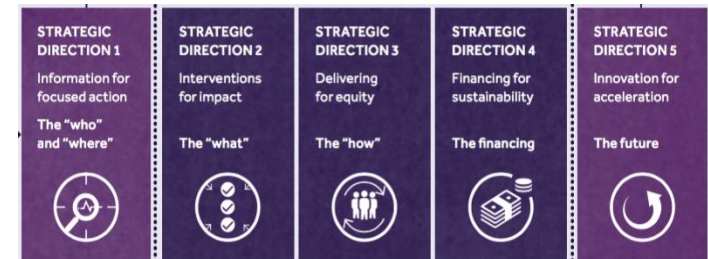 STRATEGIC
DIRECTION 1
Information for
focused action
The “who”
and “where”
STRATEGIC
DIRECTION 2
Interventions
for impact
The “what”
STRATEGIC
DIRECTION 3
Delivering
for equity
The “how”
STRATEGIC
DIRECTION 4
Financing for
sustainability
The financing
STRATEGIC
DIRECTION 5
Innovation for
acceleration
The future